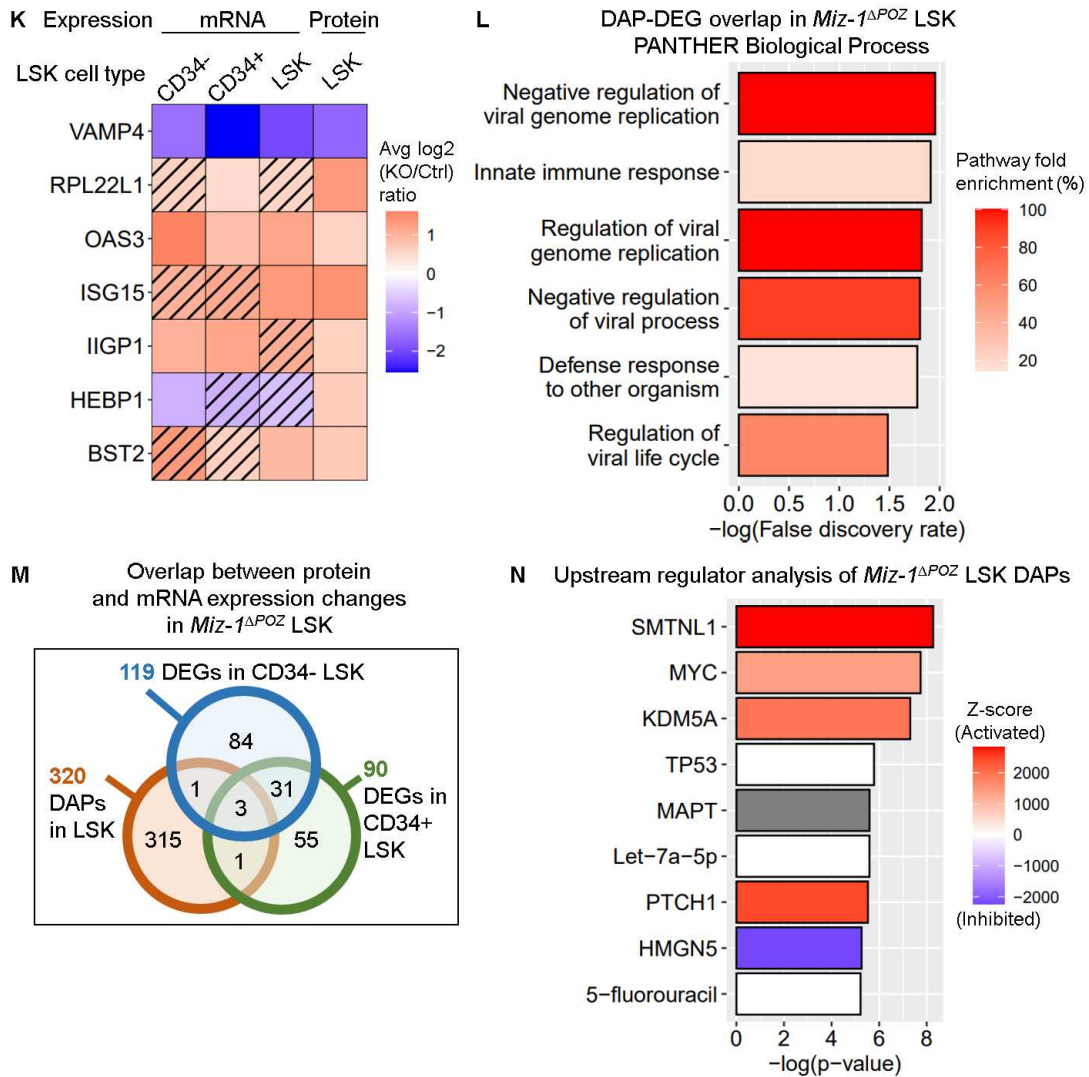 K Expression mRNA Protein
LSK cell type CD34- CD34+ LSK LSK
VAMP4
RPL22L1
OAS3
ISG15
IIGP1
HEBP1
BST2
Avg log2
(KO/Ctrl)
ratio
1
0
−1
−2
L DAP-DEG overlap in Miz-1ΔPOZ LSK
PANTHER Biological Process
Negative regulation of
viral genome replication
Innate immune response
Regulation of viral
genome replication
Negative regulation
of viral process
Defense response
to other organism
Regulation of
viral life cycle
0.0 0.5 1.0 1.5 2.0
−log(False discovery rate)
Pathway fold
enrichment (%)
100
80
60
40
20
M Overlap between protein
and mRNA expression changes
in Miz-1ΔPOZ LSK
119 DEGs in CD34- LSK
84
320
DAPs
in LSK
90
DEGs in
CD34+
LSK
1
31
3
315
55
1
N Upstream regulator analysis of Miz-1ΔPOZ LSK DAPs
SMTNL1
MYC
KDM5A
TP53
MAPT
Let−7a−5p
PTCH1
HMGN5
5−fluorouracil
0 2 4 6 8
−log(p−value)
Z-score
(Activated)
2000
1000
0
−1000
−2000
(Inhibited)